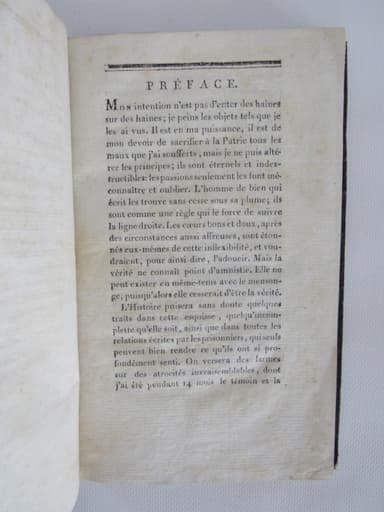 PRÉFACE.
MON intention n'est pas d'enter des haines
sur des haines; je peins les objets tels que je
les ai vus. Il est en ma puissance, il est de
mon devoir de sacrifier à la Patrie tous les
maux que j'ai soufferts, mais je ne puis alté-
rer les principes; ils sont éternels et indes-
tructibles: les passions seulement les font mé-
connaître et oublier. L'homme de bien qui
écrit les trouve sans cesse sous sa plume; ils
sont comme une règle qui le force de suivre
la ligne droite. Les cœurs bons et doux, après
des circonstances aussi affreuses, sont éton-
nés eux-mêmes de cette inflexibilité, et vou-
draient, pour ainsi dire, l'adoucir. Mais la
vérité ne connaît point d'amnistie. Elle ne
peut exister en même-tems avec le menson-
ge, puisqu'alors elle cesserait d'être la vérité.
L'Histoire puisera sans doute quelques
traits dans cette esquisse, quelqu'incom-
plette qu'elle soit, ainsi que dans toutes les
relations écrites par les prisonniers, qui seuls
peuvent bien rendre ce qu'ils ont si pro-
fondément senti. On versera des larmes
sur des atrocités invraisemblables, dont
j'ai été pendant 14 mois le témoin et la